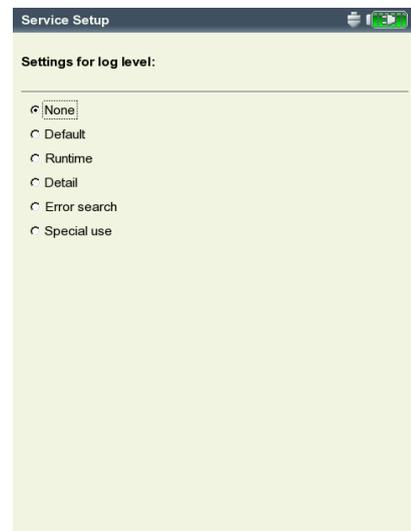 Service Setup
Settings for log level:
None
Default
Runtime
Detail
Error search
Special use